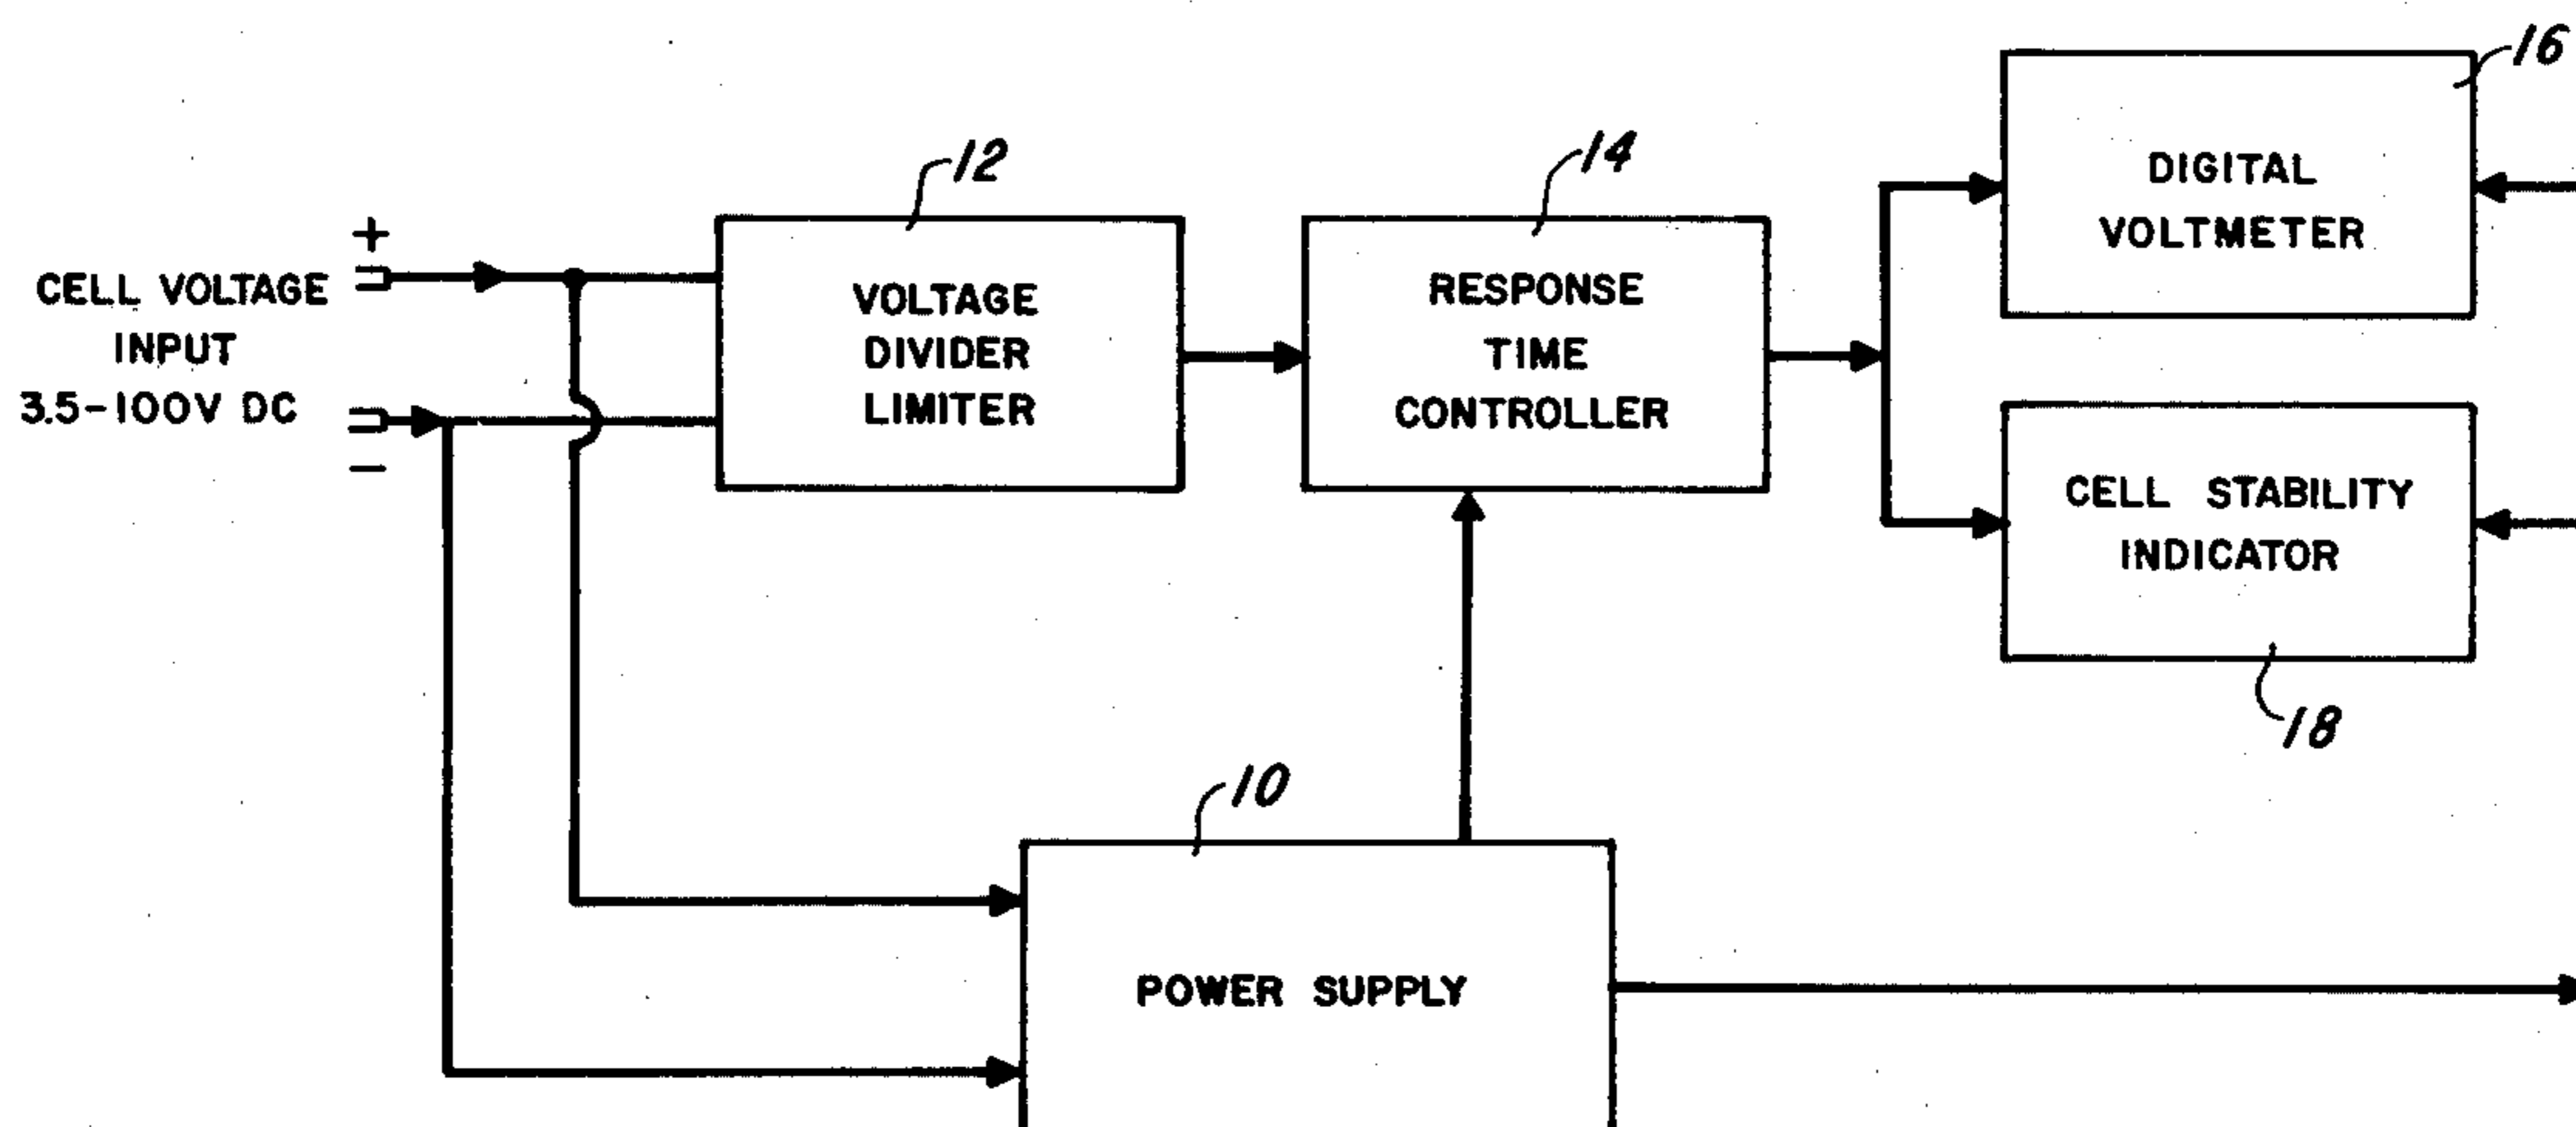 16
12
14
DIGITAL
VOLTMETER
+
CELL VOLTAGE
INPUT
3.5-100V DC
−
VOLTAGE
DIVIDER
LIMITER
RESPONSE
TIME
CONTROLLER
CELL STABILITY
INDICATOR
18
10
POWER SUPPLY